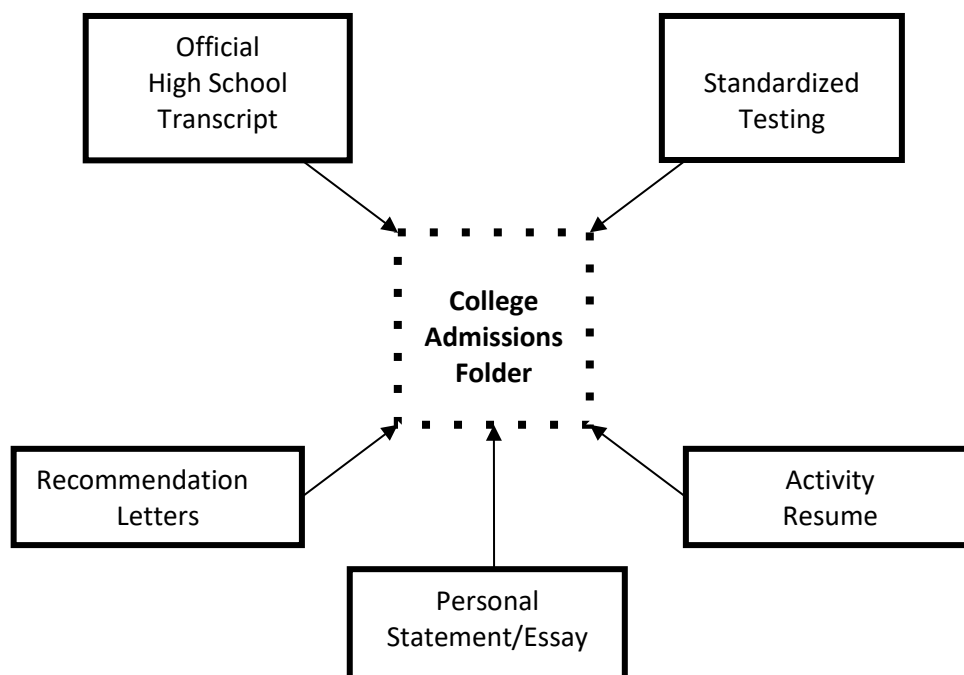 Official
High School
Transcript
Standardized
Testing
College
Admissions
Folder
Recommendation
Letters
Activity
Resume
Personal
Statement/Essay